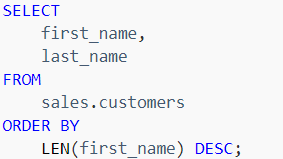 SELECT
    first_name,
    last_name
FROM
    sales.customers
ORDER BY
    LEN(first_name) DESC;